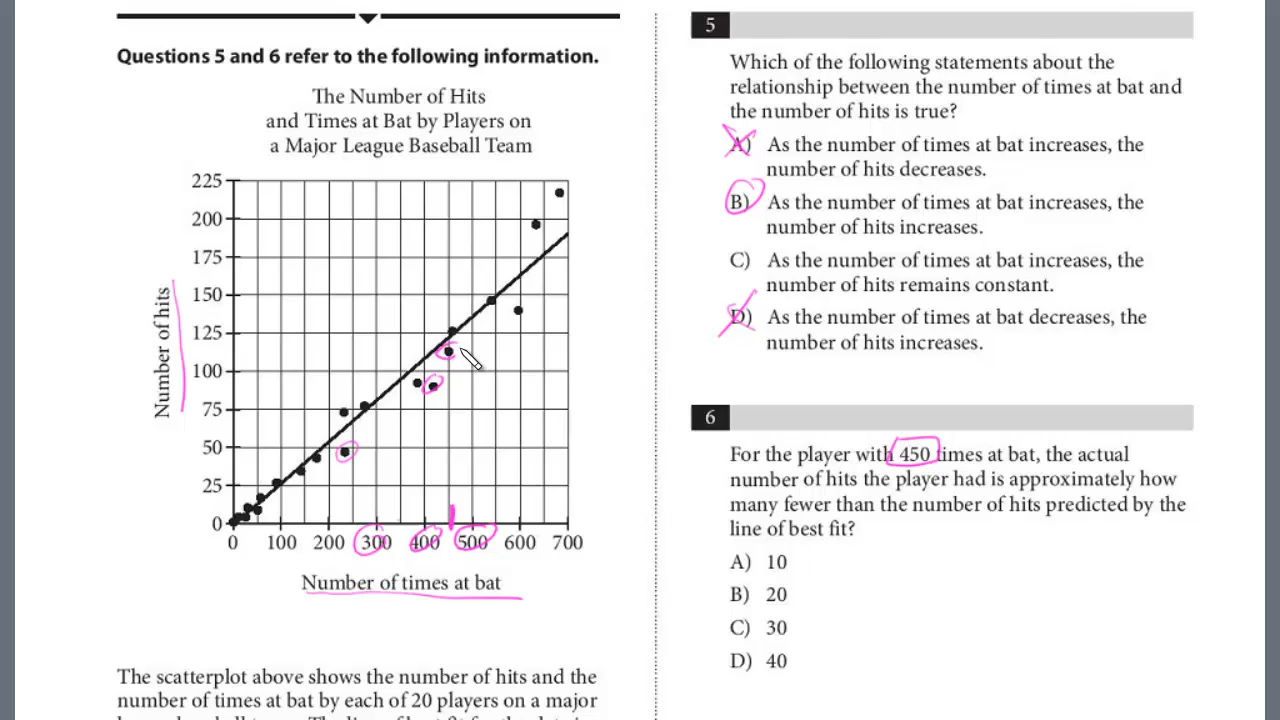 Questions 5 and 6 refer to the following information.
The Number of Hits
and Times at Bat by Players on
a Major League Baseball Team
225
200
175
150
125
100
75
50
25
0
Number of hits
0 100 200 300 400 500 600 700
Number of times at bat
The scatterplot above shows the number of hits and the
number of times at bat by each of 20 players on a major
5
Which of the following statements about the
relationship between the number of times at bat and
the number of hits is true?
A) As the number of times at bat increases, the
number of hits decreases.
B) As the number of times at bat increases, the
number of hits increases.
C) As the number of times at bat increases, the
number of hits remains constant.
D) As the number of times at bat decreases, the
number of hits increases.
6
For the player with 450 times at bat, the actual
number of hits the player had is approximately how
many fewer than the number of hits predicted by the
line of best fit?
A) 10
B) 20
C) 30
D) 40